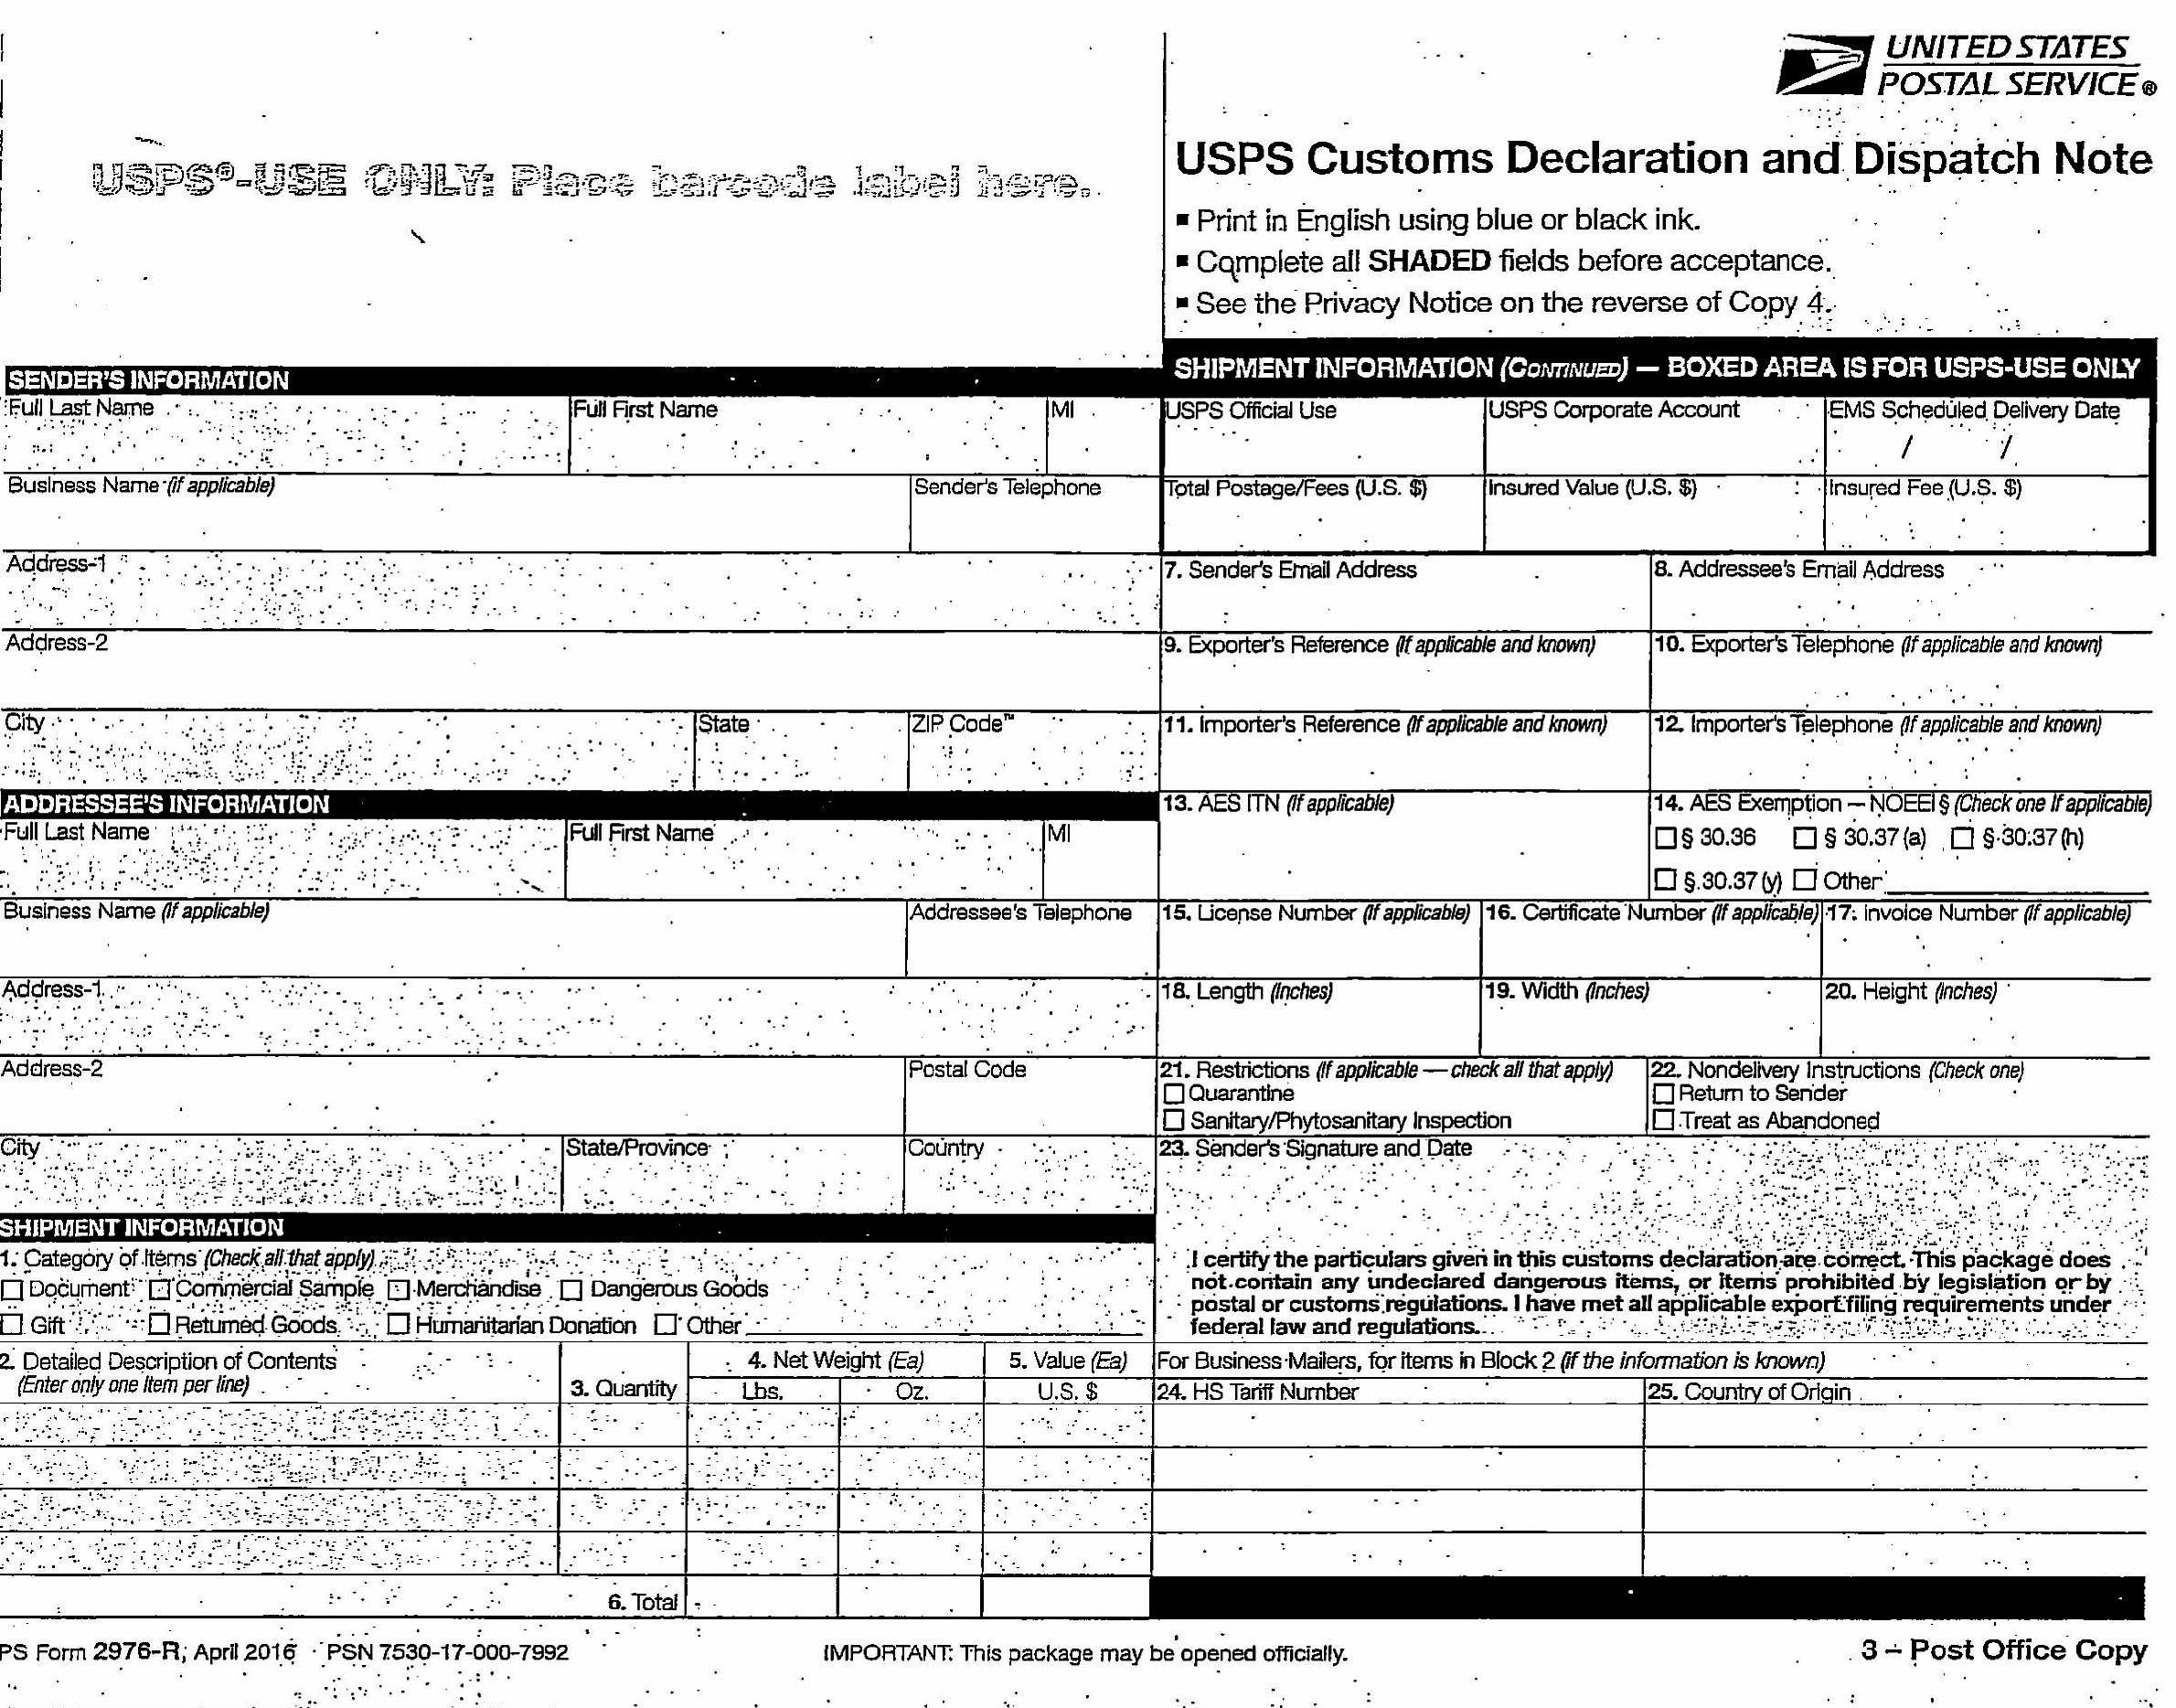 UNITED STATES
POSTAL SERVICE®
USPS®-USE ONLY: Place barcode label here.
USPS Customs Declaration and Dispatch Note
▪ Print in English using blue or black ink.
▪ Complete all SHADED fields before acceptance.
▪ See the Privacy Notice on the reverse of Copy 4.
SENDER'S INFORMATION
Full Last Name Full First Name MI
Business Name (if applicable) Sender's Telephone
Address-1
Address-2
City State ZIP Code™
ADDRESSEE'S INFORMATION
Full Last Name Full First Name MI
Business Name (if applicable) Addressee's Telephone
Address-1
Address-2 Postal Code
City State/Province Country
SHIPMENT INFORMATION
1. Category of Items (Check all that apply)
☐ Document ☐ Commercial Sample ☐ Merchandise ☐ Dangerous Goods
☐ Gift ☐ Returned Goods ☐ Humanitarian Donation ☐ Other
2. Detailed Description of Contents
(Enter only one item per line)
3. Quantity
4. Net Weight (Ea)
Lbs. Oz.
5. Value (Ea)
U.S. $
6. Total
SHIPMENT INFORMATION (CONTINUED) — BOXED AREA IS FOR USPS-USE ONLY
USPS Official Use USPS Corporate Account EMS Scheduled Delivery Date
/ /
Total Postage/Fees (U.S. $) Insured Value (U.S. $) Insured Fee (U.S. $)
7. Sender's Email Address 8. Addressee's Email Address
9. Exporter's Reference (If applicable and known) 10. Exporter's Telephone (If applicable and known)
11. Importer's Reference (If applicable and known) 12. Importer's Telephone (If applicable and known)
13. AES ITN (If applicable) 14. AES Exemption — NOEEI § (Check one if applicable)
☐ § 30.36 ☐ § 30.37 (a) ☐ § 30.37 (h)
☐ § 30.37 (y) ☐ Other
15. License Number (If applicable) 16. Certificate Number (If applicable) 17. Invoice Number (If applicable)
18. Length (Inches) 19. Width (Inches) 20. Height (Inches)
21. Restrictions (If applicable — check all that apply) 22. Nondelivery Instructions (Check one)
☐ Quarantine ☐ Return to Sender
☐ Sanitary/Phytosanitary Inspection ☐ Treat as Abandoned
23. Sender's Signature and Date
I certify the particulars given in this customs declaration are correct. This package does
not contain any undeclared dangerous items, or items prohibited by legislation or by
postal or customs regulations. I have met all applicable export filing requirements under
federal law and regulations.
For Business Mailers, for items in Block 2 (if the information is known)
24. HS Tariff Number 25. Country of Origin
PS Form 2976-R, April 2016 PSN 7530-17-000-7992 IMPORTANT: This package may be opened officially. 3 – Post Office Copy